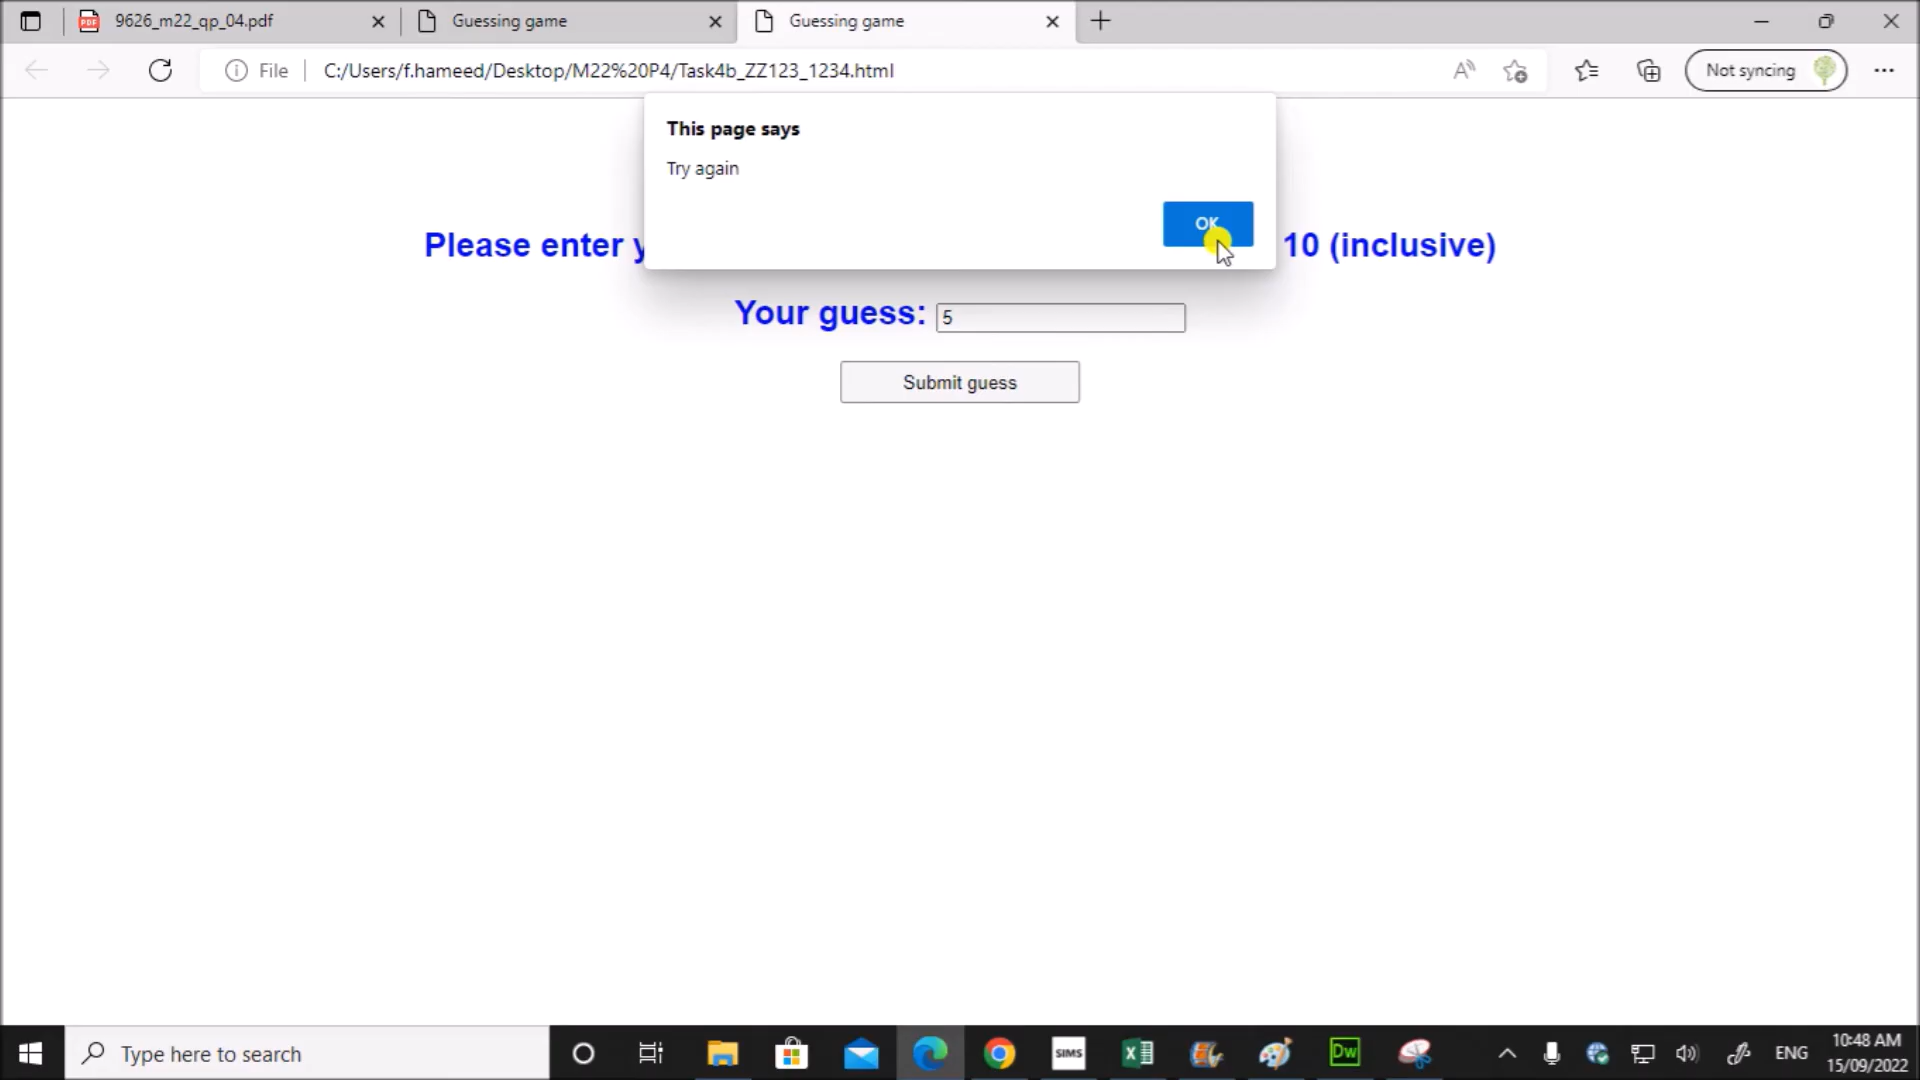 9626_m22_qp_04.pdf
Guessing game
Guessing game
File
C:/Users/f.hameed/Desktop/M22%20P4/Task4b_ZZ123_1234.html
Not syncing
This page says
Try again
OK
Please enter y
10 (inclusive)
Your guess: 5
Submit guess
Type here to search
SIMS
Dw
ENG
10:48 AM
15/09/2022